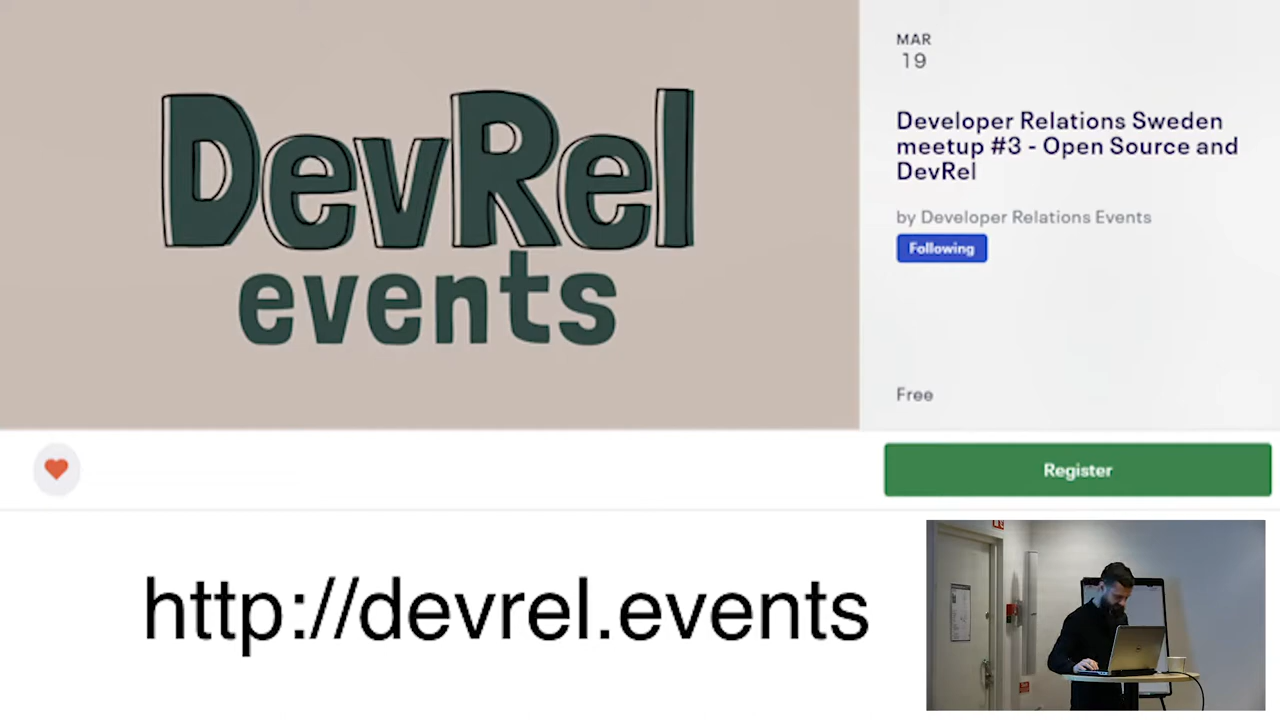 DevRel
events
MAR
19
Developer Relations Sweden
meetup #3 - Open Source and
DevRel
by Developer Relations Events
Following
Free
Register
http://devrel.events